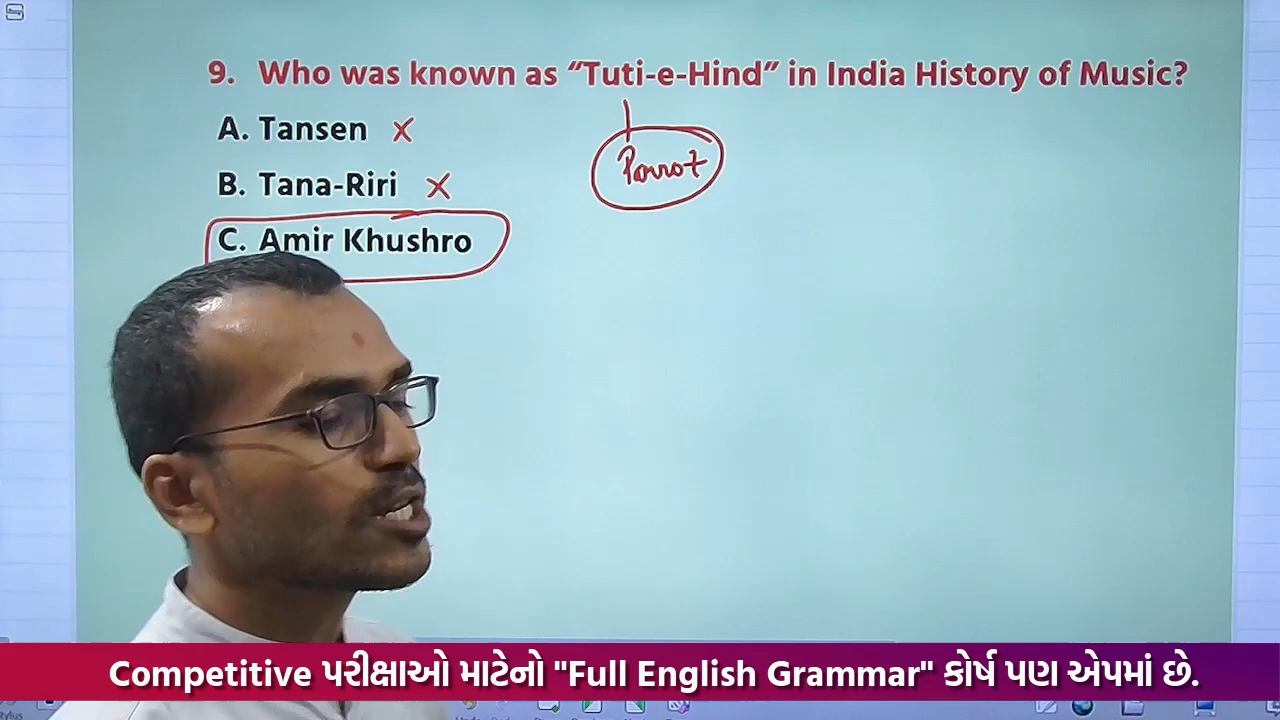 9. Who was known as “Tuti-e-Hind” in India History of Music?
A. Tansen x
Parrot
B. Tana-Riri x
C. Amir Khushro
Competitive પરીક્ષાઓ માટેનો "Full English Grammar" કોર્ષ પણ એપમાં છે.